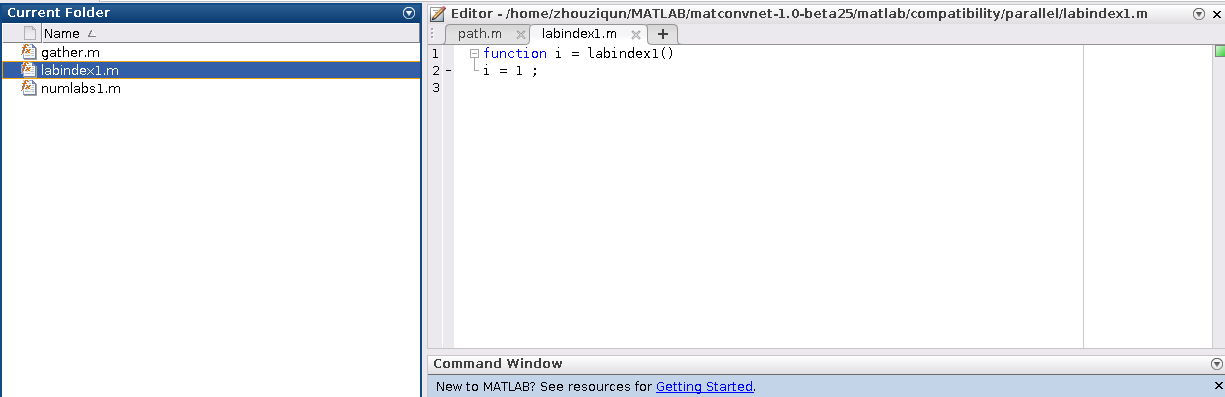 Current Folder
Name
gather.m
labindex1.m
numlabs1.m
Editor - /home/zhouziqun/MATLAB/matconvnet-1.0-beta25/matlab/compatibility/parallel/labindex1.m
path.m labindex1.m
1 function i = labindex1()
2 - i = 1 ;
3
Command Window
New to MATLAB? See resources for Getting Started.